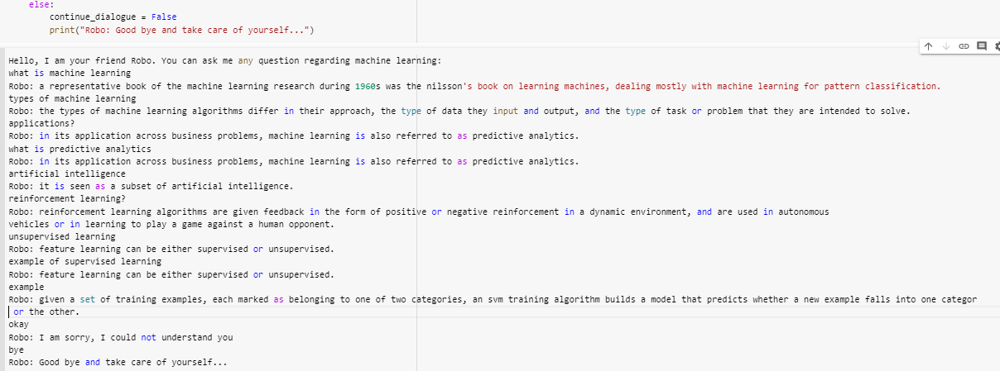 else:
continue_dialogue = False
print("Robo: Good bye and take care of yourself...")
Hello, I am your friend Robo. You can ask me any question regarding machine learning:
what is machine learning
Robo: a representative book of the machine learning research during 1960s was the nilsson's book on learning machines, dealing mostly with machine learning for pattern classification.
types of machine learning
Robo: the types of machine learning algorithms differ in their approach, the type of data they input and output, and the type of task or problem that they are intended to solve.
applications?
Robo: in its application across business problems, machine learning is also referred to as predictive analytics.
what is predictive analytics
Robo: in its application across business problems, machine learning is also referred to as predictive analytics.
artificial intelligence
Robo: it is seen as a subset of artificial intelligence.
reinforcement learning?
Robo: reinforcement learning algorithms are given feedback in the form of positive or negative reinforcement in a dynamic environment, and are used in autonomous
vehicles or in learning to play a game against a human opponent.
unsupervised learning
Robo: feature learning can be either supervised or unsupervised.
example of supervised learning
Robo: feature learning can be either supervised or unsupervised.
example
Robo: given a set of training examples, each marked as belonging to one of two categories, an svm training algorithm builds a model that predicts whether a new example falls into one categor
or the other.
okay
Robo: I am sorry, I could not understand you
bye
Robo: Good bye and take care of yourself...